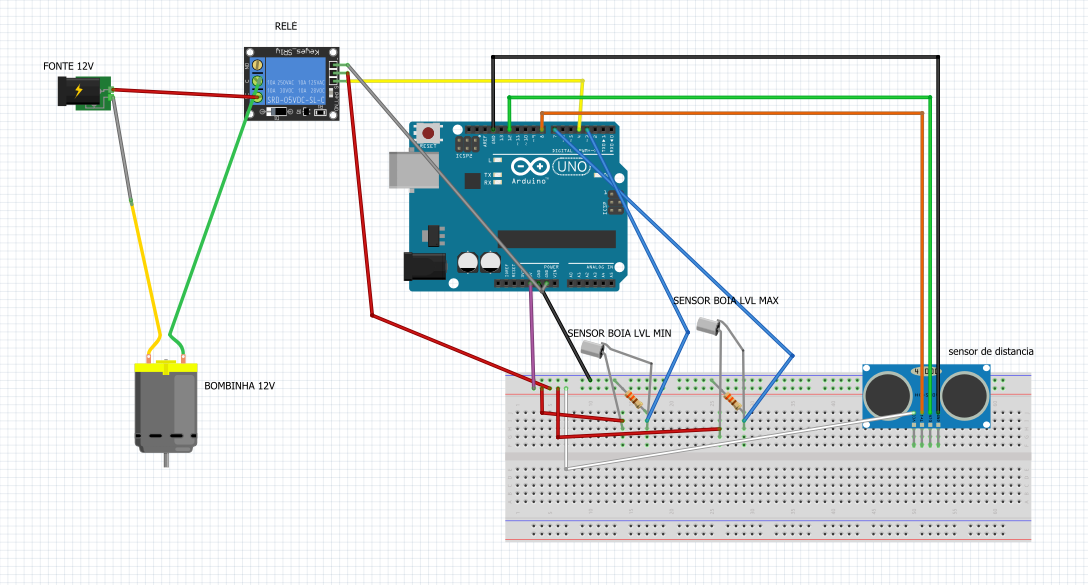 RELÉ
FONTE 12V
Keyes_SR1y
10A 250VAC 10A 125VAC
10A 30VDC 10A 28VDC
SRD-05VDC-SL-C
RESET
ICSP2
L
TX
RX
Arduino
UNO
DIGITAL (PWM~)
ICSP
POWER
ANALOG IN
SENSOR BOIA LVL MAX
SENSOR BOIA LVL MIN
sensor de distancia
BOMBINHA 12V